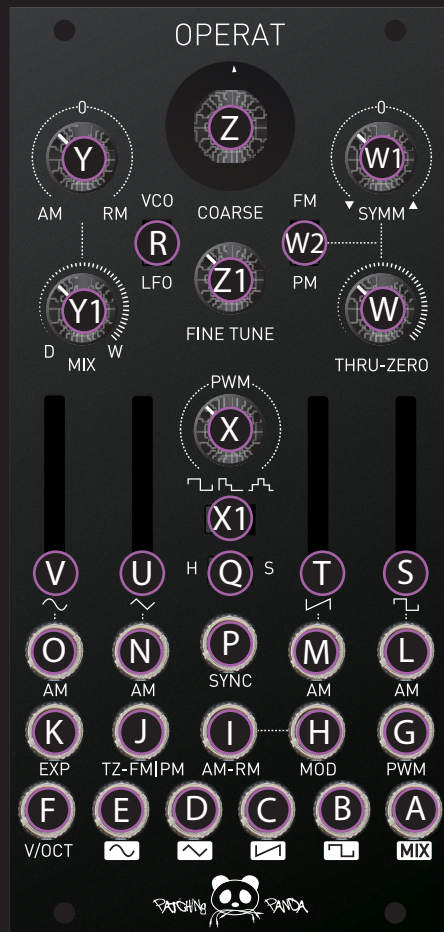 OPERAT
Z
0
Y
AM RM
0
W1
SYMM
COARSE
VCO
R
LFO
FM
W2
PM
Z1
FINE TUNE
Y1
D W
MIX
W
THRU-ZERO
PWM
X
X1
H Q S
V U T S
O N P M L
AM AM SYNC AM AM
K J I H G
EXP TZ-FM|PM AM-RM MOD PWM
F E D C B A
V/OCT MIX
PATCHING PANDA